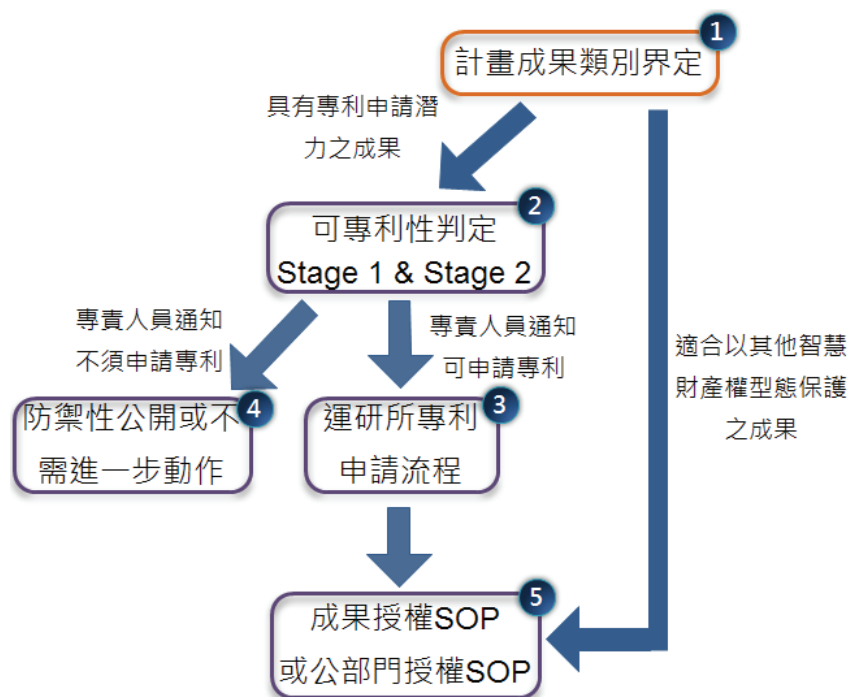 1
計畫成果類別界定
具有專利申請潛
力之成果
2
可專利性判定
Stage 1 & Stage 2
專責人員通知
不須申請專利
專責人員通知
可申請專利
適合以其他智慧
財產權型態保護
之成果
4
防禦性公開或不
需進一步動作
3
運研所專利
申請流程
5
成果授權SOP
或公部門授權SOP